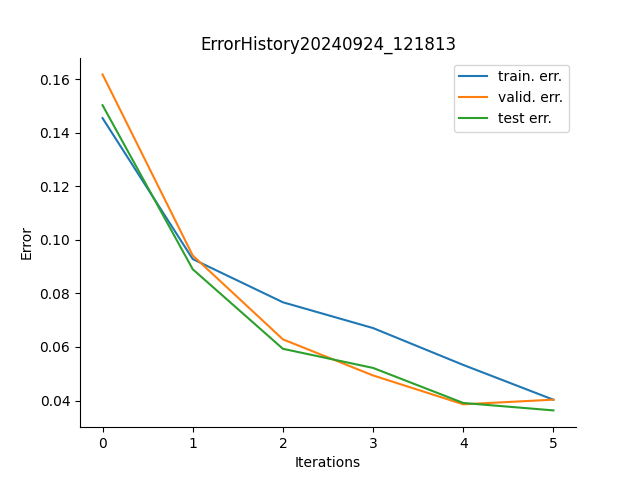 ErrorHistory20240924_121813
train. err.
valid. err.
test err.
0.16
0.14
0.12
0.10
0.08
0.06
0.04
Error
0 1 2 3 4 5
Iterations